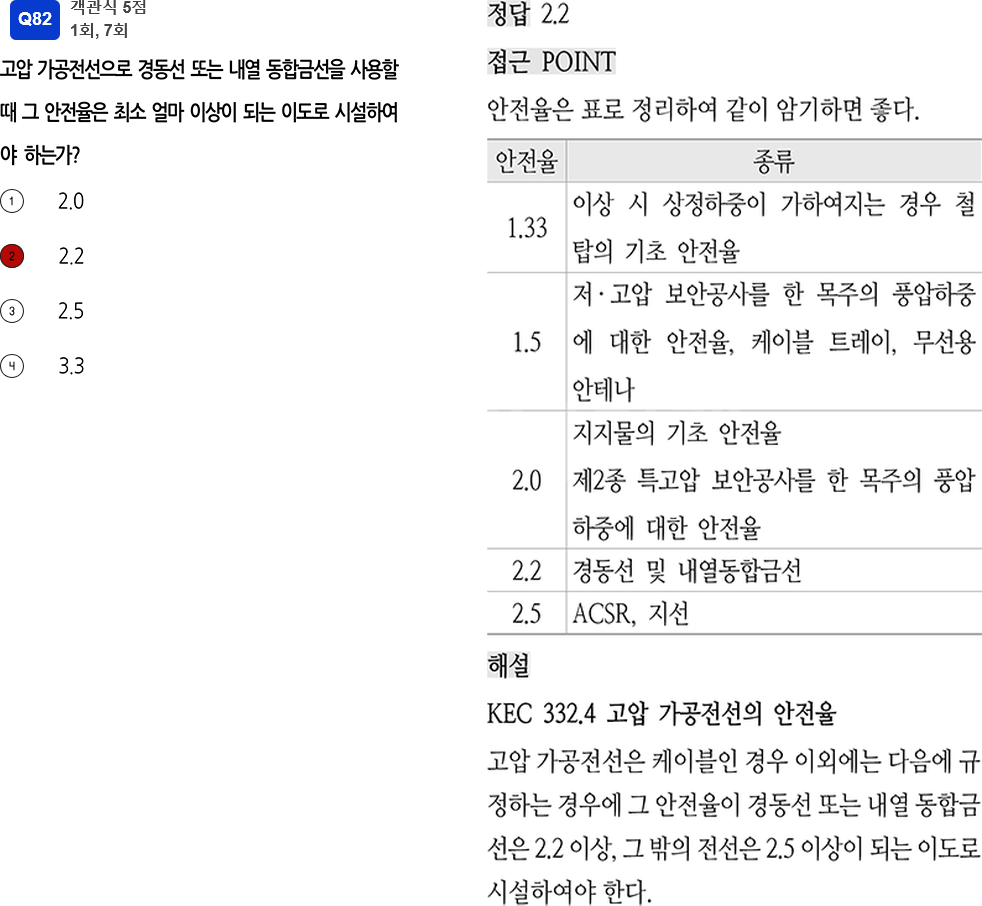 Q82
객관식 5점
1회, 7회
고압 가공전선으로 경동선 또는 내열 동합금선을 사용할
때 그 안전율은 최소 얼마 이상이 되는 이도로 시설하여
야 하는가?
1 2.0
2 2.2
3 2.5
4 3.3
정답 2.2
접근 POINT
안전율은 표로 정리하여 같이 암기하면 좋다.
안전율 종류
1.33
이상 시 상정하중이 가하여지는 경우 철
탑의 기초 안전율
1.5
저·고압 보안공사를 한 목주의 풍압하중
에 대한 안전율, 케이블 트레이, 무선용
안테나
2.0
지지물의 기초 안전율
제2종 특고압 보안공사를 한 목주의 풍압
하중에 대한 안전율
2.2 경동선 및 내열동합금선
2.5 ACSR, 지선
해설
KEC 332.4 고압 가공전선의 안전율
고압 가공전선은 케이블인 경우 이외에는 다음에 규
정하는 경우에 그 안전율이 경동선 또는 내열 동합금
선은 2.2 이상, 그 밖의 전선은 2.5 이상이 되는 이도로
시설하여야 한다.